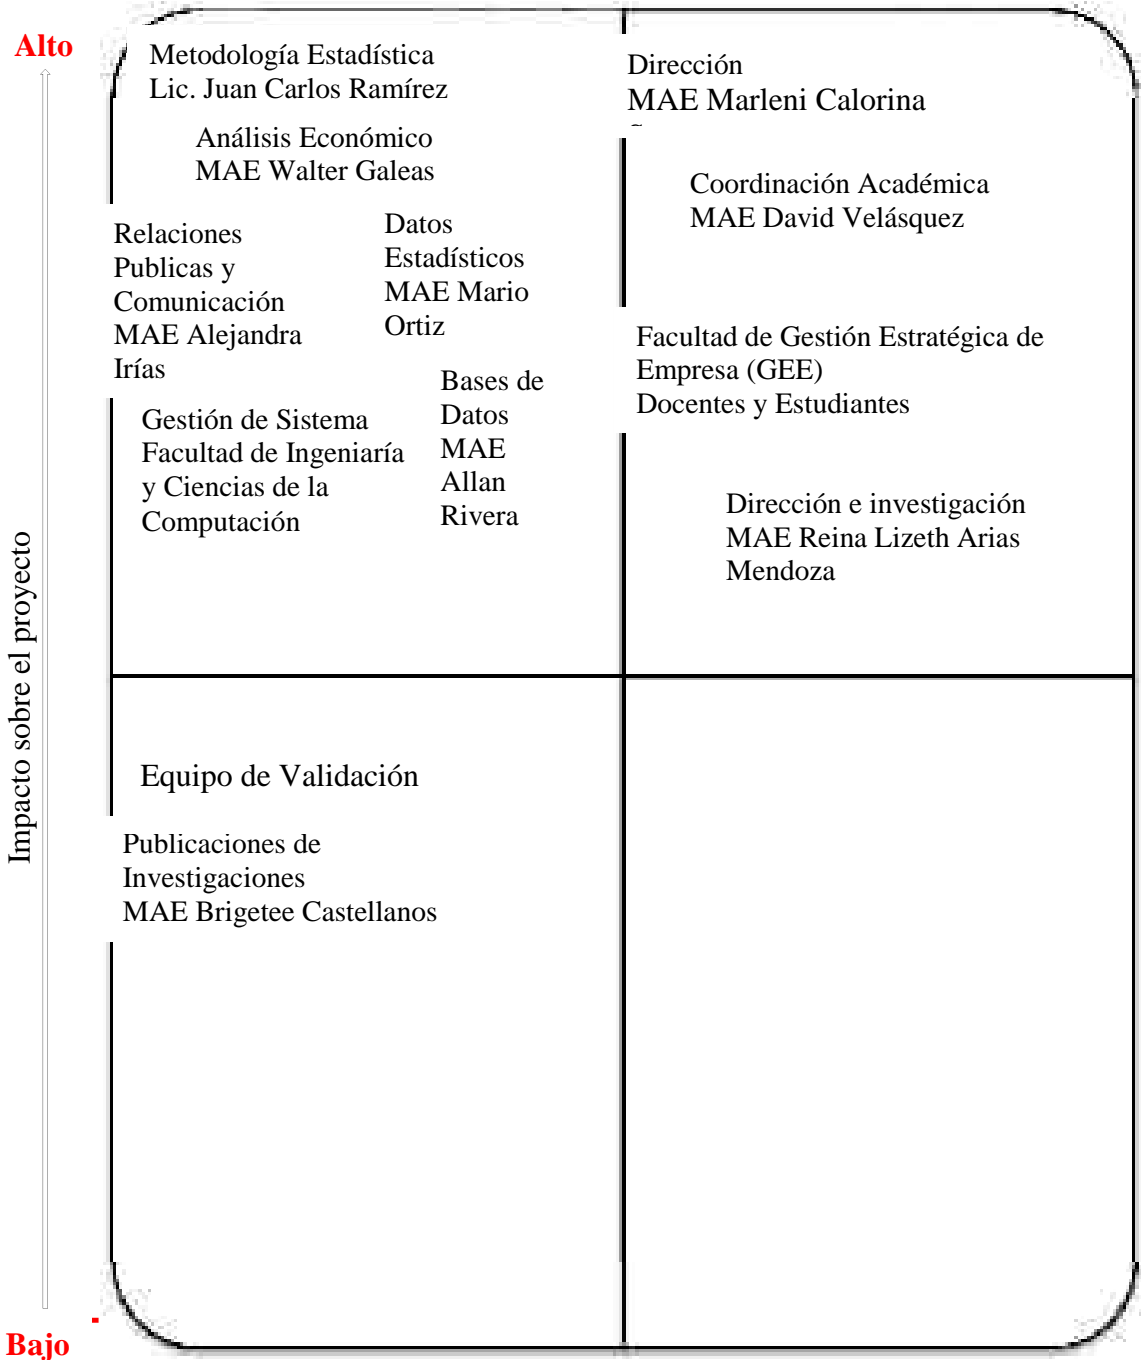 Alto
Metodología Estadística
Lic. Juan Carlos Ramírez
Análisis Económico
MAE Walter Galeas
Relaciones
Publicas y
Comunicación
MAE Alejandra
Irías
Datos
Estadísticos
MAE Mario
Ortiz
Gestión de Sistema
Facultad de Ingeniaría
y Ciencias de la
Computación
Bases de
Datos
MAE
Allan
Rivera
Dirección
MAE Marleni Calorina
Coordinación Académica
MAE David Velásquez
Facultad de Gestión Estratégica de
Empresa (GEE)
Docentes y Estudiantes
Dirección e investigación
MAE Reina Lizeth Arias
Mendoza
Impacto sobre el proyecto
Equipo de Validación
Publicaciones de
Investigaciones
MAE Brigetee Castellanos
Bajo